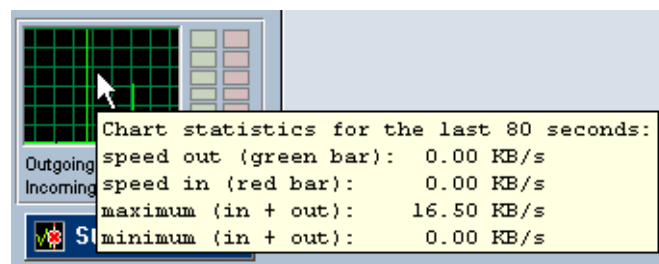 Chart statistics for the last 80 seconds:
Outgoing
speed out (green bar): 0.00 KB/s
Incoming
speed in (red bar): 0.00 KB/s
maximum (in + out): 16.50 KB/s
minimum (in + out): 0.00 KB/s